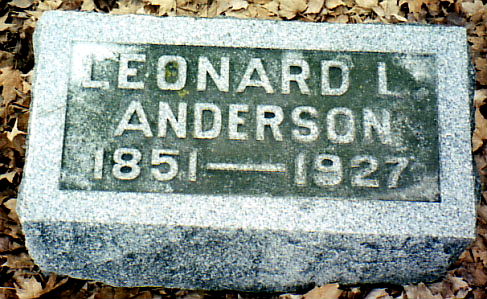 LEONARD L.
ANDERSON
1851—1927